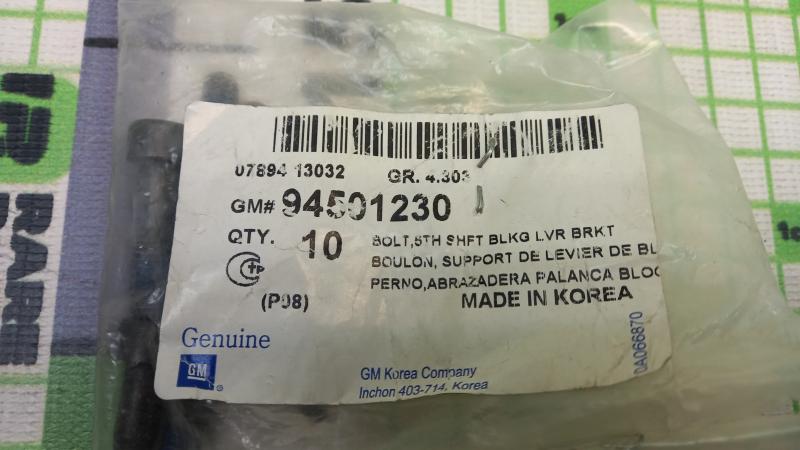 07894 13032 GR. 4.303
GM# 94501230
QTY. 10
BOLT,5TH SHFT BLKG LVR BRKT
BOULON, SUPPORT DE LEVIER DE BL
PERNO,ABRAZADERA PALANCA BLOC
(P08)
MADE IN KOREA
Genuine
GM
®
GM Korea Company
Inchon 403-714, Korea
DA066870
RARE